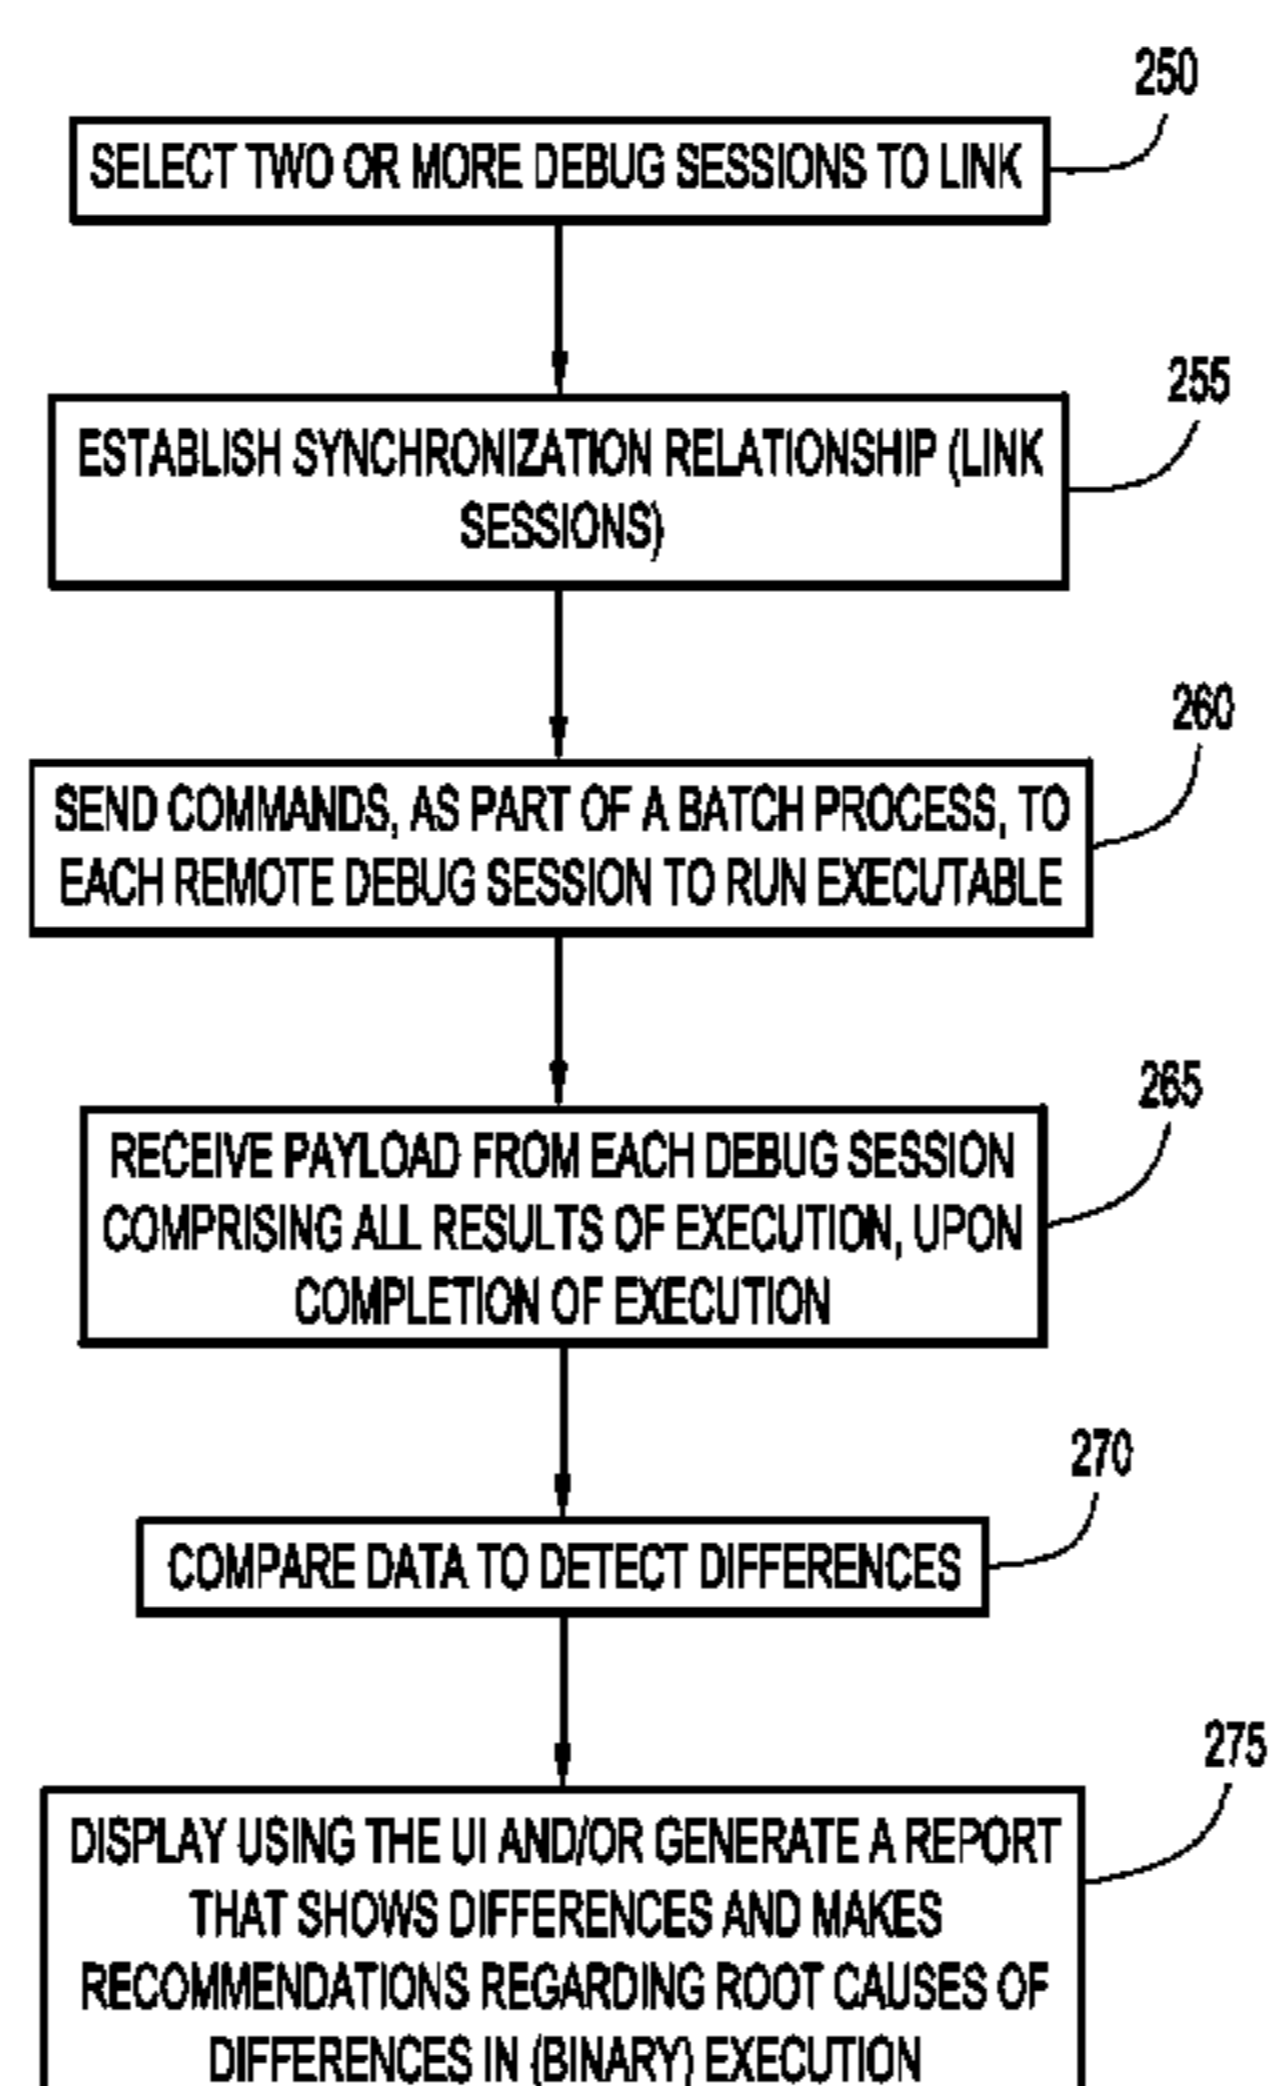 250
SELECT TWO OR MORE DEBUG SESSIONS TO LINK
255
ESTABLISH SYNCHRONIZATION RELATIONSHIP (LINK
SESSIONS)
260
SEND COMMANDS, AS PART OF A BATCH PROCESS, TO
EACH REMOTE DEBUG SESSION TO RUN EXECUTABLE
265
RECEIVE PAYLOAD FROM EACH DEBUG SESSION
COMPRISING ALL RESULTS OF EXECUTION, UPON
COMPLETION OF EXECUTION
270
COMPARE DATA TO DETECT DIFFERENCES
275
DISPLAY USING THE UI AND/OR GENERATE A REPORT
THAT SHOWS DIFFERENCES AND MAKES
RECOMMENDATIONS REGARDING ROOT CAUSES OF
DIFFERENCES IN (BINARY) EXECUTION